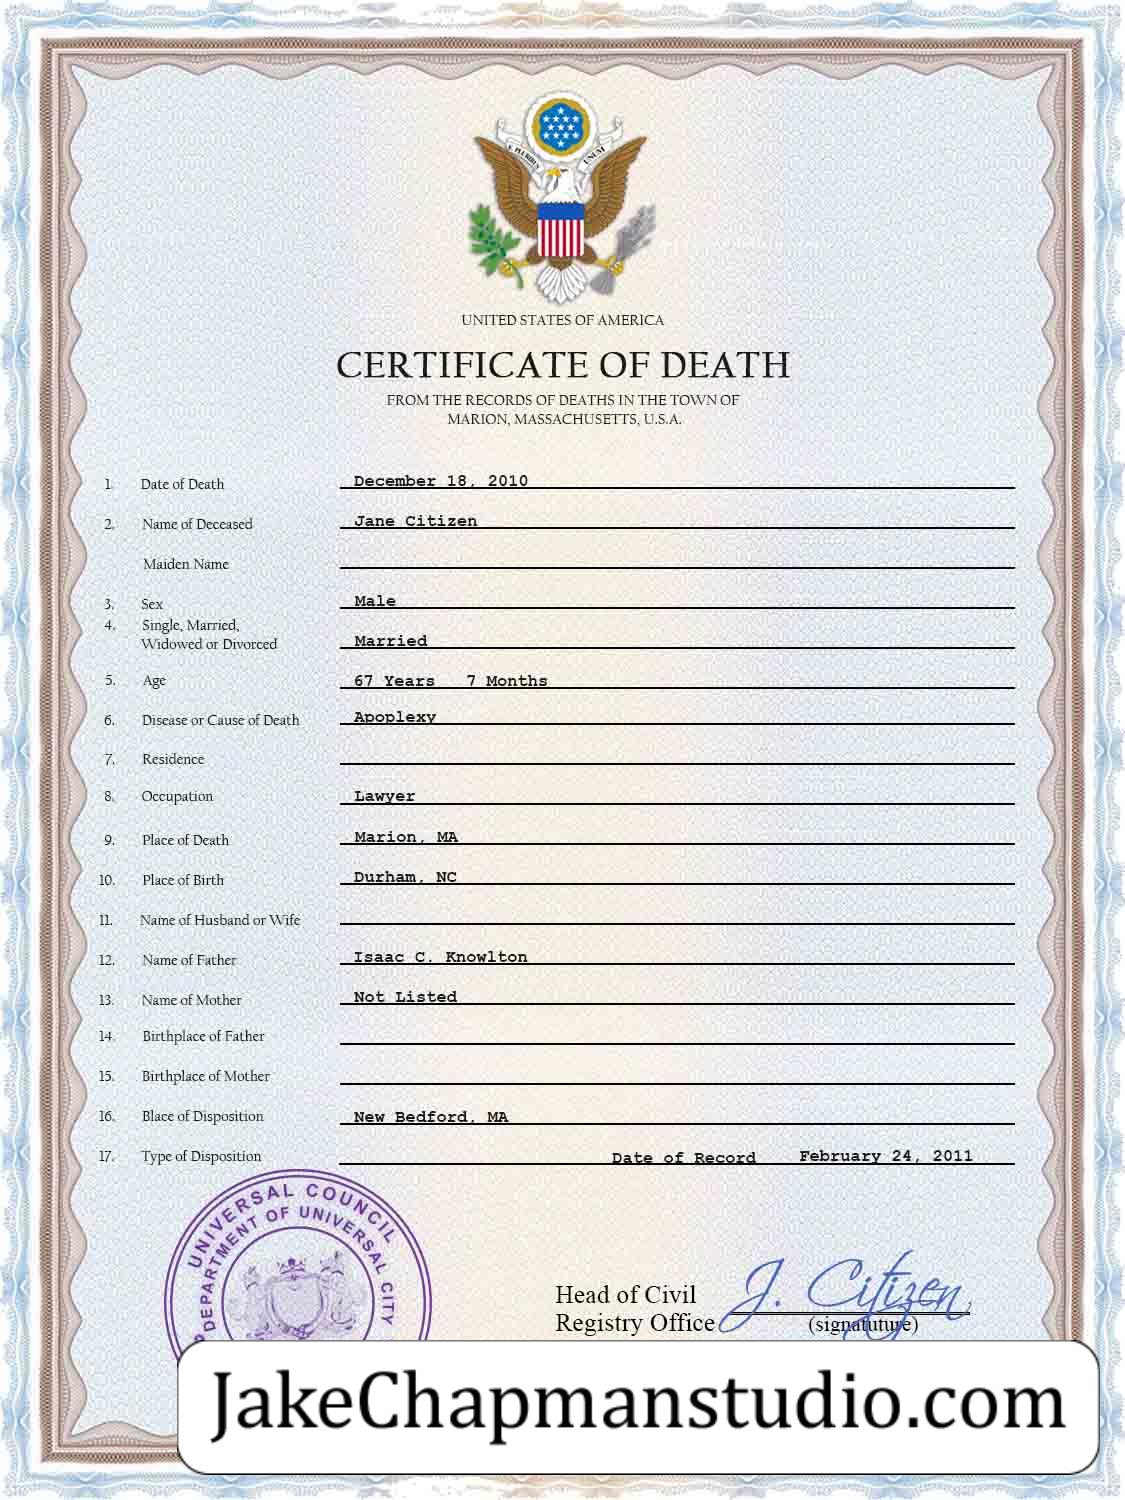 E PLURIBUS UNUM
UNITED STATES OF AMERICA
CERTIFICATE OF DEATH
FROM THE RECORDS OF DEATHS IN THE TOWN OF
MARION, MASSACHUSETTS, U.S.A.
1. Date of Death December 18, 2010
2. Name of Deceased Jane Citizen
Maiden Name
3. Sex Male
4. Single, Married,
Widowed or Divorced Married
5. Age 67 Years 7 Months
6. Disease or Cause of Death Apoplexy
7. Residence
8. Occupation Lawyer
9. Place of Death Marion, MA
10. Place of Birth Durham, NC
11. Name of Husband or Wife
12. Name of Father Isaac C. Knowlton
13. Name of Mother Not Listed
14. Birthplace of Father
15. Birthplace of Mother
16. Blace of Disposition New Bedford, MA
17. Type of Disposition Date of Record February 24, 2011
UNIVERSAL COUNCIL
DEPARTMENT OF UNIVERSAL CITY
Head of Civil
Registry Office J. Citizen
(signatuture)
JakeChapmanstudio.com